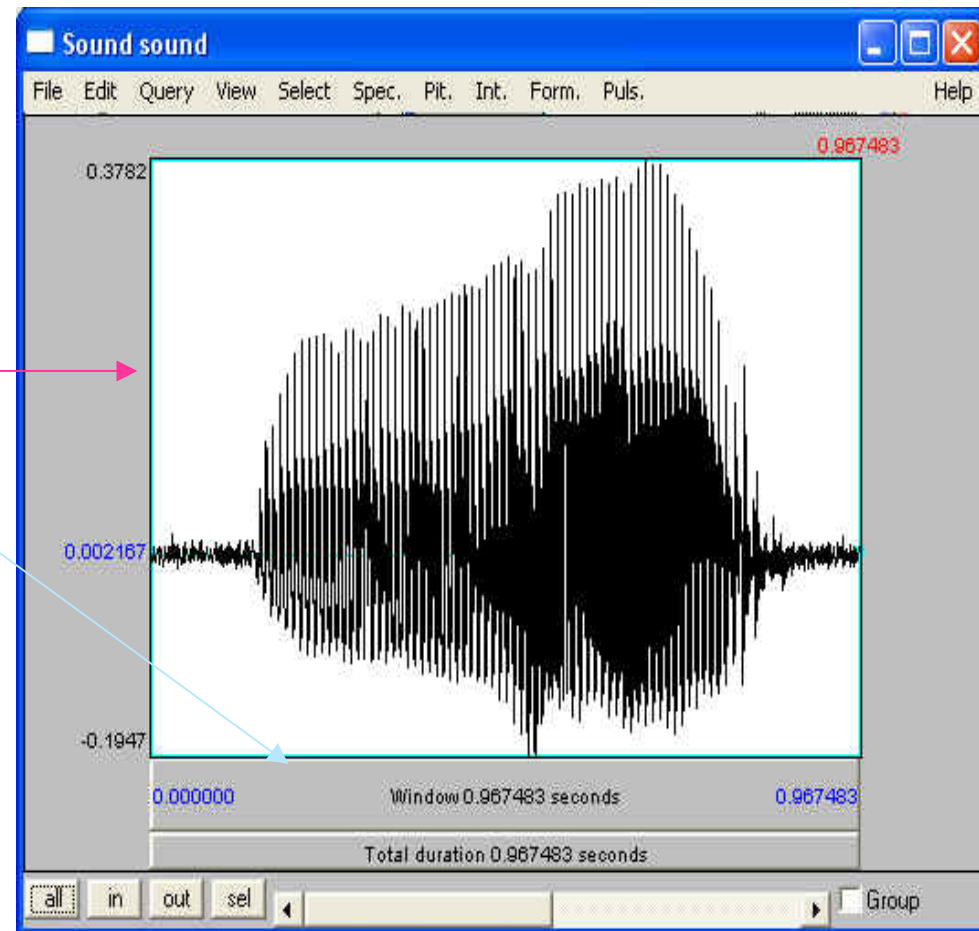 Sound sound
File Edit Query View Select Spec. Pit. Int. Form. Puls. Help
0.967483
0.3782
0.002167
-0.1947
0.000000 Window 0.967483 seconds 0.967483
Total duration 0.967483 seconds
all in out sel Group